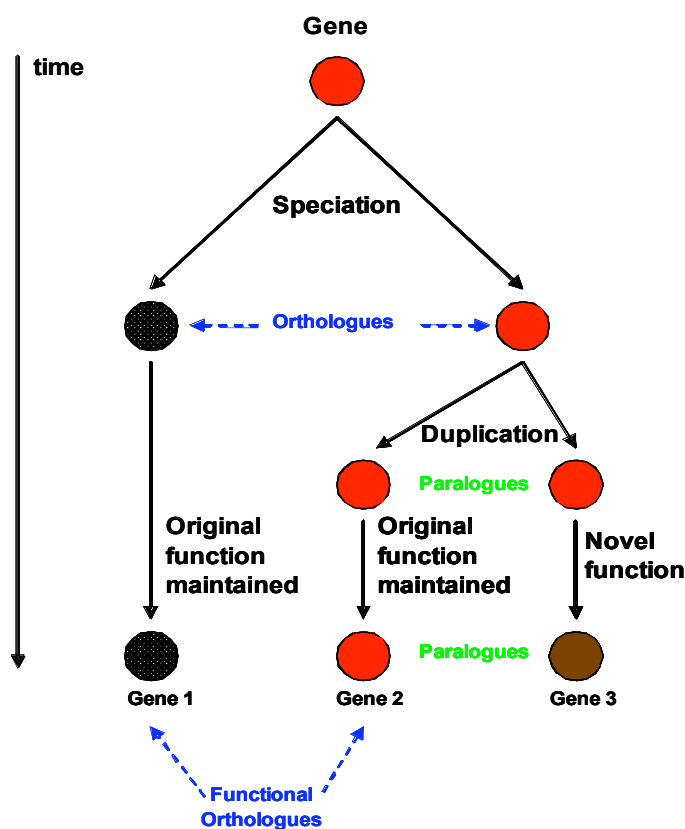 Gene
time
Speciation
Orthologues
Duplication
Paralogues
Original
function
maintained
Original
function
maintained
Novel
function
Paralogues
Gene 1
Gene 2
Gene 3
Functional
Orthologues